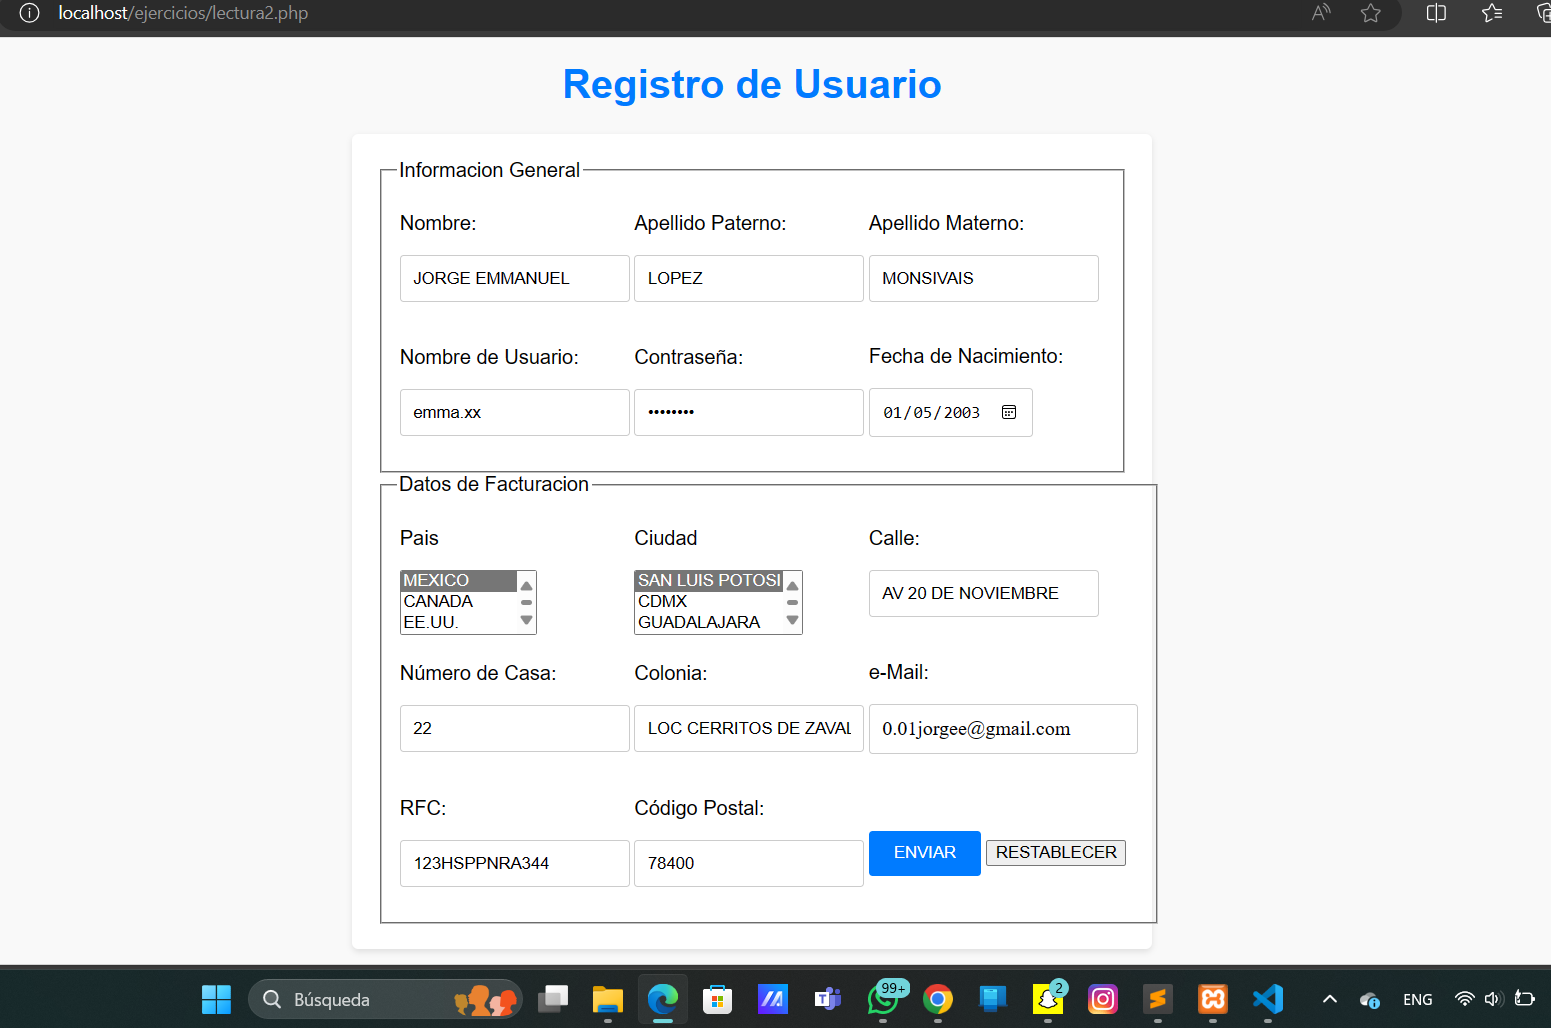 localhost/ejercicios/lectura2.php
Registro de Usuario
Informacion General
Nombre: Apellido Paterno: Apellido Materno:
JORGE EMMANUEL LOPEZ MONSIVAIS
Nombre de Usuario: Contraseña: Fecha de Nacimiento:
emma.xx •••••••• 01/05/2003
Datos de Facturacion
Pais Ciudad Calle:
MEXICO SAN LUIS POTOSI AV 20 DE NOVIEMBRE
CANADA CDMX
EE.UU. GUADALAJARA
Número de Casa: Colonia: e-Mail:
22 LOC CERRITOS DE ZAVAL 0.01jorgee@gmail.com
RFC: Código Postal:
123HSPPNRA344 78400 ENVIAR RESTABLECER
Búsqueda 99+ 2 ENG